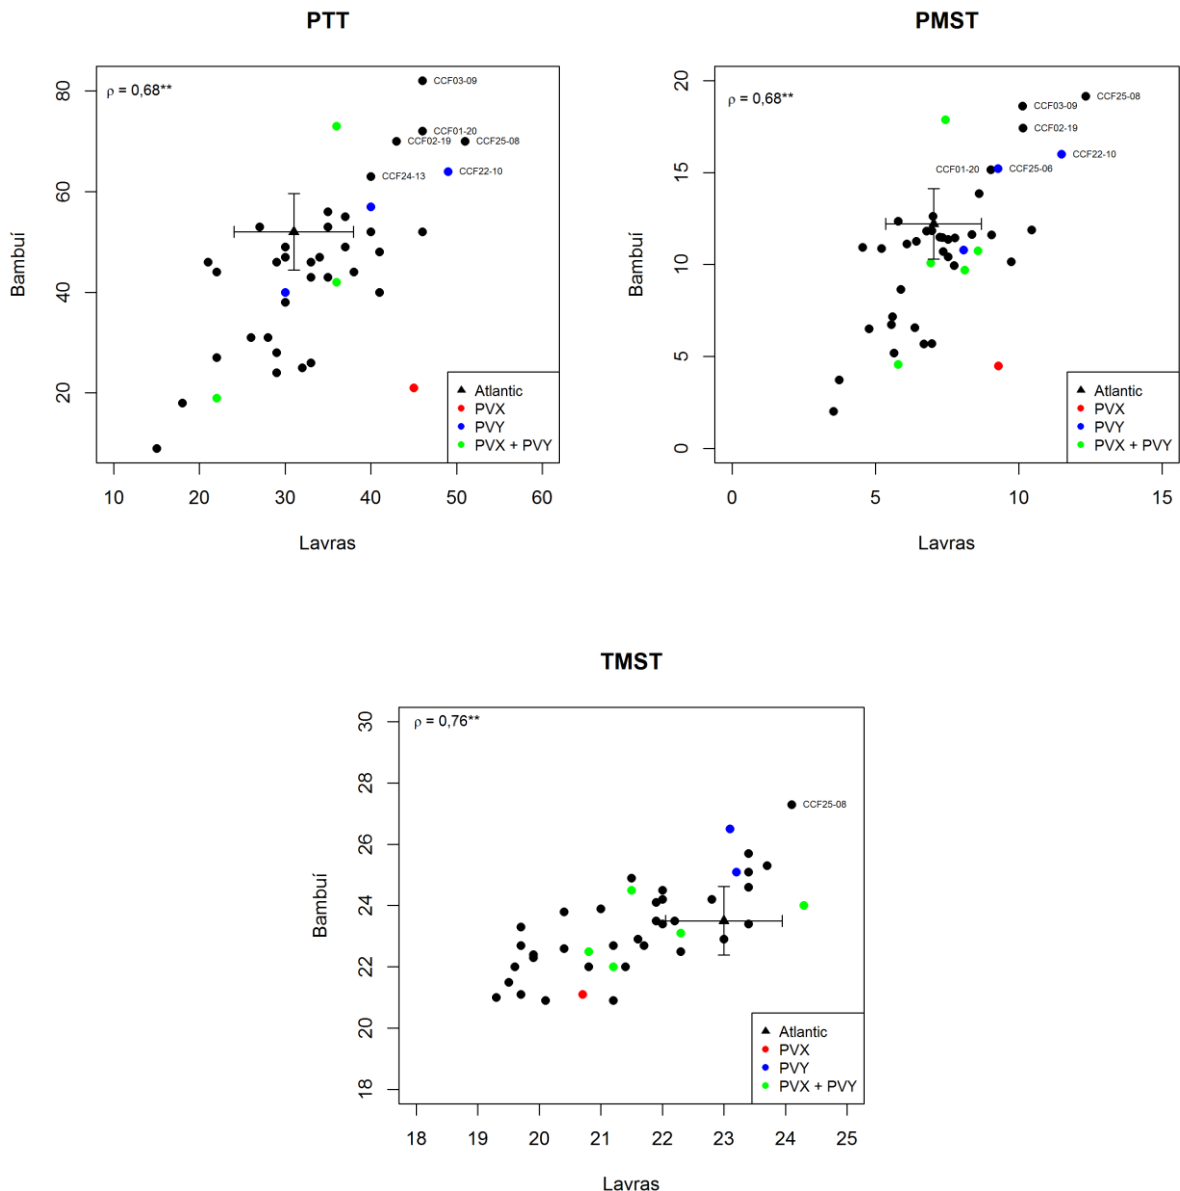 PTT
ρ = 0,68**
CCF03-09
CCF01-20
CCF02-19
CCF25-08
CCF22-10
CCF24-13
80
60
40
20
Bambuí
Atlantic
PVX
PVY
PVX + PVY
10 20 30 40 50 60
Lavras
PMST
ρ = 0,68**
CCF25-08
CCF03-09
CCF02-19
CCF22-10
CCF01-20
CCF25-06
20
15
10
5
0
Bambuí
Atlantic
PVX
PVY
PVX + PVY
0 5 10 15
Lavras
TMST
ρ = 0,76**
CCF25-08
30
28
26
24
22
20
18
Bambuí
Atlantic
PVX
PVY
PVX + PVY
18 19 20 21 22 23 24 25
Lavras